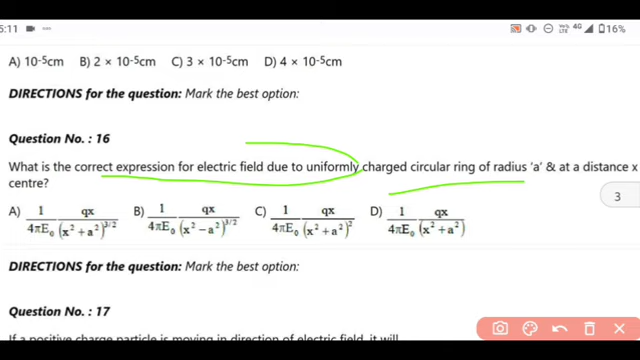 5:11 VoLTE 4G 16%
A) 10⁻⁵cm B) 2 × 10⁻⁵cm C) 3 × 10⁻⁵cm D) 4 × 10⁻⁵cm
DIRECTIONS for the question: Mark the best option:
Question No. : 16
What is the correct expression for electric field due to uniformly charged circular ring of radius 'a' & at a distance x
centre?
A) 1/(4πE₀) qx/(x² + a²)^(3/2) B) 1/(4πE₀) qx/(x² − a²)^(3/2) C) 1/(4πE₀) qx/(x² + a²)² D) 1/(4πE₀) qx/(x² + a²)
3
DIRECTIONS for the question: Mark the best option:
Question No. : 17
If a positive charge particle is moving in direction of electric field, it will